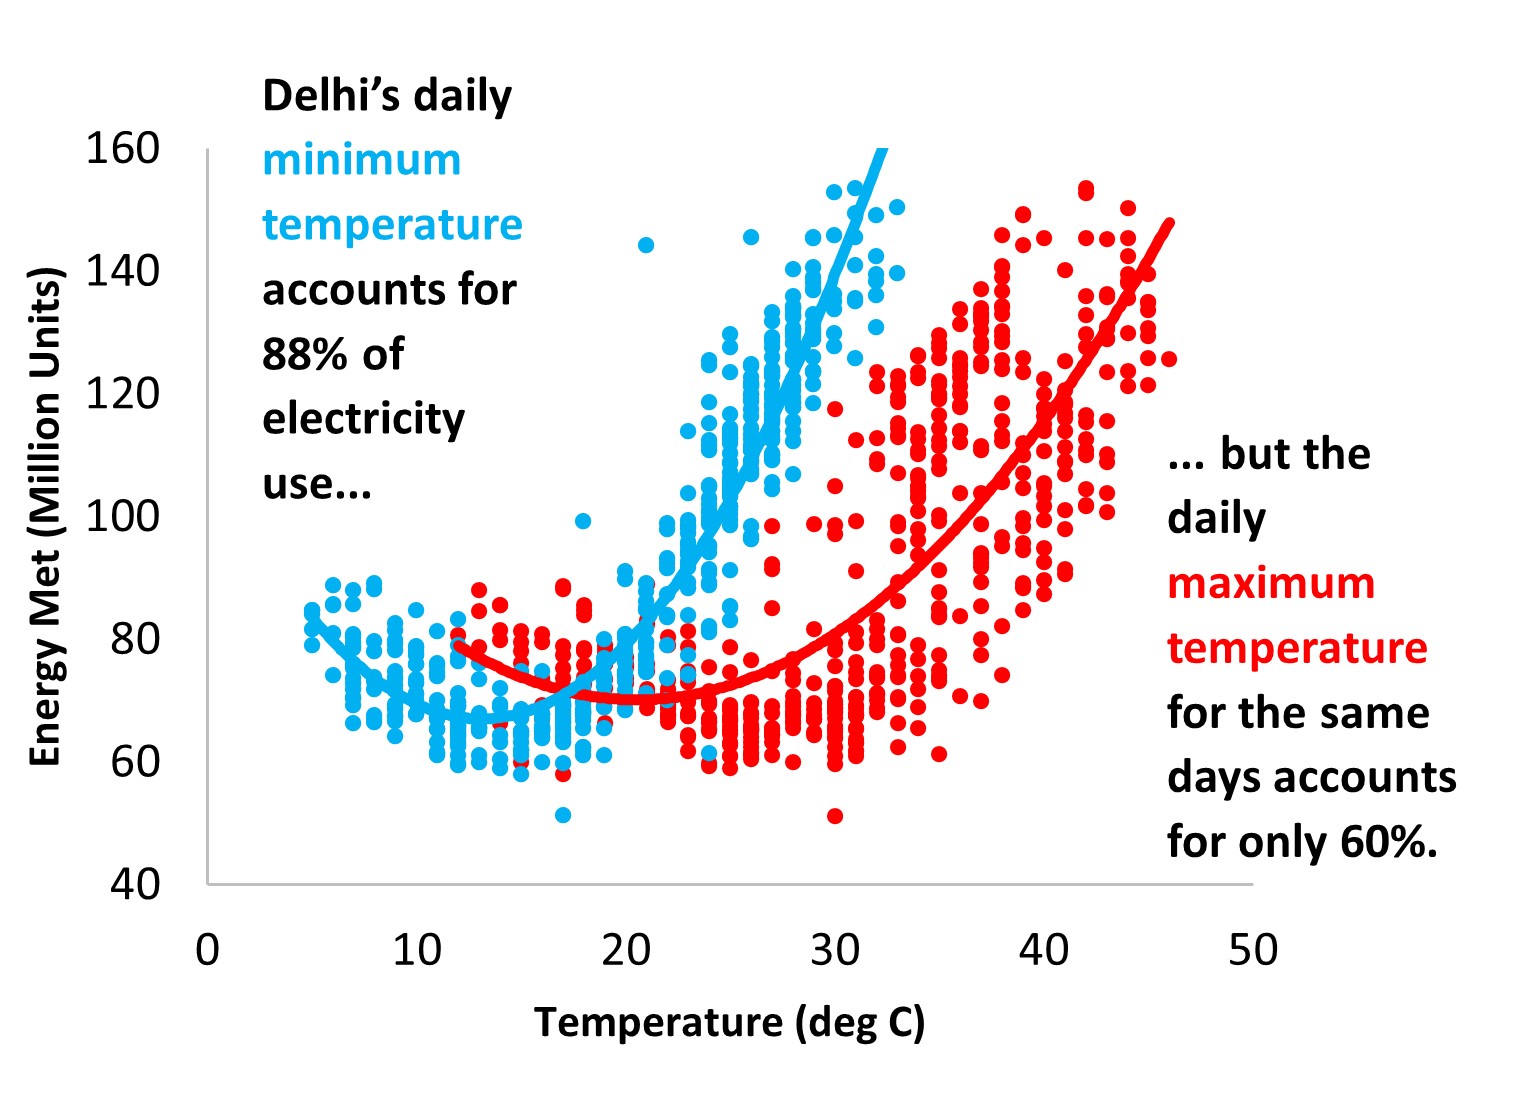 Delhi’s daily
minimum
temperature
accounts for
88% of
electricity
use...
... but the
daily
maximum
temperature
for the same
days accounts
for only 60%.
Energy Met (Million Units)
160
140
120
100
80
60
40
0 10 20 30 40 50
Temperature (deg C)